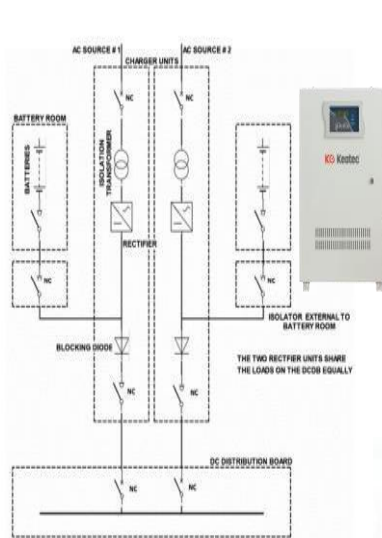 AC SOURCE # 1
AC SOURCE # 2
CHARGER UNITS
NC
NC
BATTERY ROOM
BATTERIES
ISOLATION
TRANSFORMER
KG Keatec
RECTIFIER
NC
NC
ISOLATOR EXTERNAL TO
BATTERY ROOM
BLOCKING DIODE
THE TWO RECTFIER UNITS SHARE
THE LOADS ON THE DCDB EQUALLY
NC
NC
DC DISTRIBUTION BOARD
NC
NC